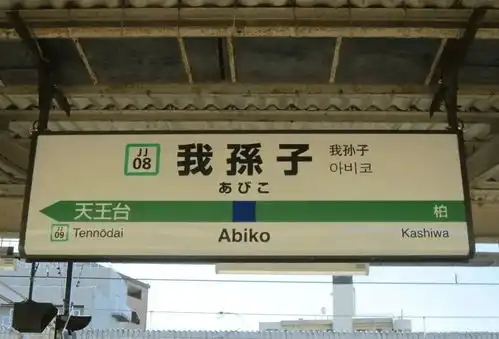 JJ
08
我孫子
あびこ
我孙子
아비코
天王台
柏
JJ
09
Tennōdai
Abiko
Kashiwa